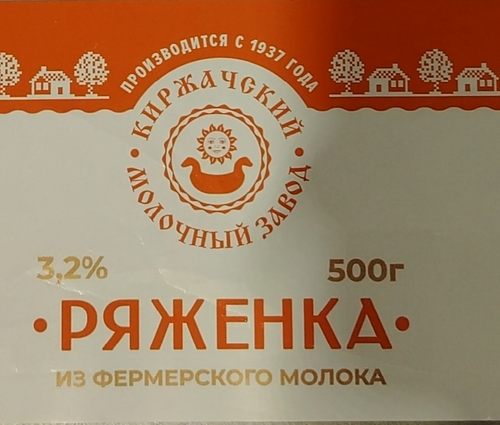 ПРОИЗВОДИТСЯ С 1937 ГОДА
• КИРЖАЧСКИЙ •
МОЛОЧНЫЙ ЗАВОД
3,2% 500г
•РЯЖЕНКА•
ИЗ ФЕРМЕРСКОГО МОЛОКА